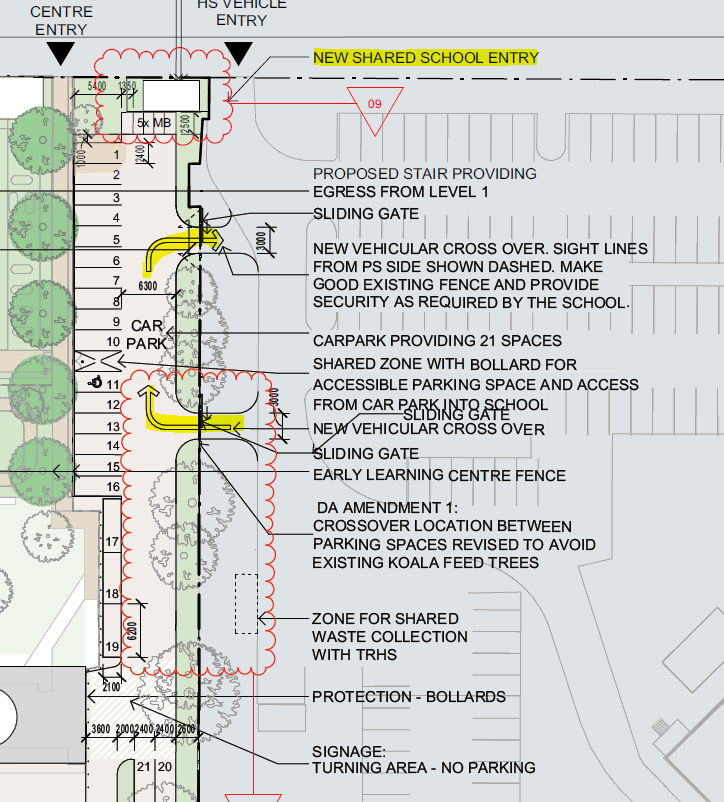 CENTRE
ENTRY
HS VEHICLE
ENTRY
NEW SHARED SCHOOL ENTRY
09
5400
1350
5x MB
2500
2400
1
2
3
4
5
6
7
8
9
10
11
12
13
14
15
16
17
18
19
21 20
PROPOSED STAIR PROVIDING
EGRESS FROM LEVEL 1
SLIDING GATE
3000
NEW VEHICULAR CROSS OVER. SIGHT LINES
FROM PS SIDE SHOWN DASHED. MAKE
GOOD EXISTING FENCE AND PROVIDE
SECURITY AS REQUIRED BY THE SCHOOL.
6300
CAR
PARK
CARPARK PROVIDING 21 SPACES
SHARED ZONE WITH BOLLARD FOR
ACCESSIBLE PARKING SPACE AND ACCESS
FROM CAR PARK INTO SCHOOL
SLIDING GATE
3000
NEW VEHICULAR CROSS OVER
SLIDING GATE
EARLY LEARNING CENTRE FENCE
DA AMENDMENT 1:
CROSSOVER LOCATION BETWEEN
PARKING SPACES REVISED TO AVOID
EXISTING KOALA FEED TREES
6200
ZONE FOR SHARED
WASTE COLLECTION
WITH TRHS
2100
PROTECTION - BOLLARDS
3600 2000 2400 2400 2600
SIGNAGE:
TURNING AREA - NO PARKING